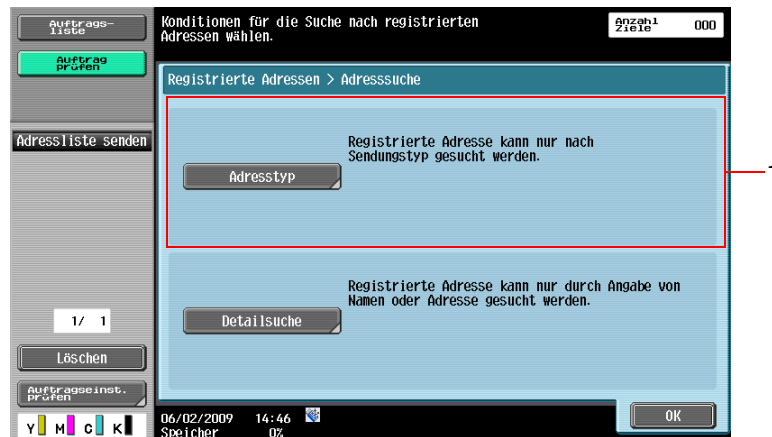 Auftrags-
liste
Auftrag
prüfen
Konditionen für die Suche nach registrierten
Adressen wählen.
Anzahl
Ziele 000
Registrierte Adressen > Adresssuche
Adressliste senden
Registrierte Adresse kann nur nach
Sendungstyp gesucht werden.
Adresstyp
Registrierte Adresse kann nur durch Angabe von
Namen oder Adresse gesucht werden.
Detailsuche
1/ 1
Löschen
Auftragseinst.
prüfen
Y M C K
06/02/2009 14:46
Speicher 0%
OK